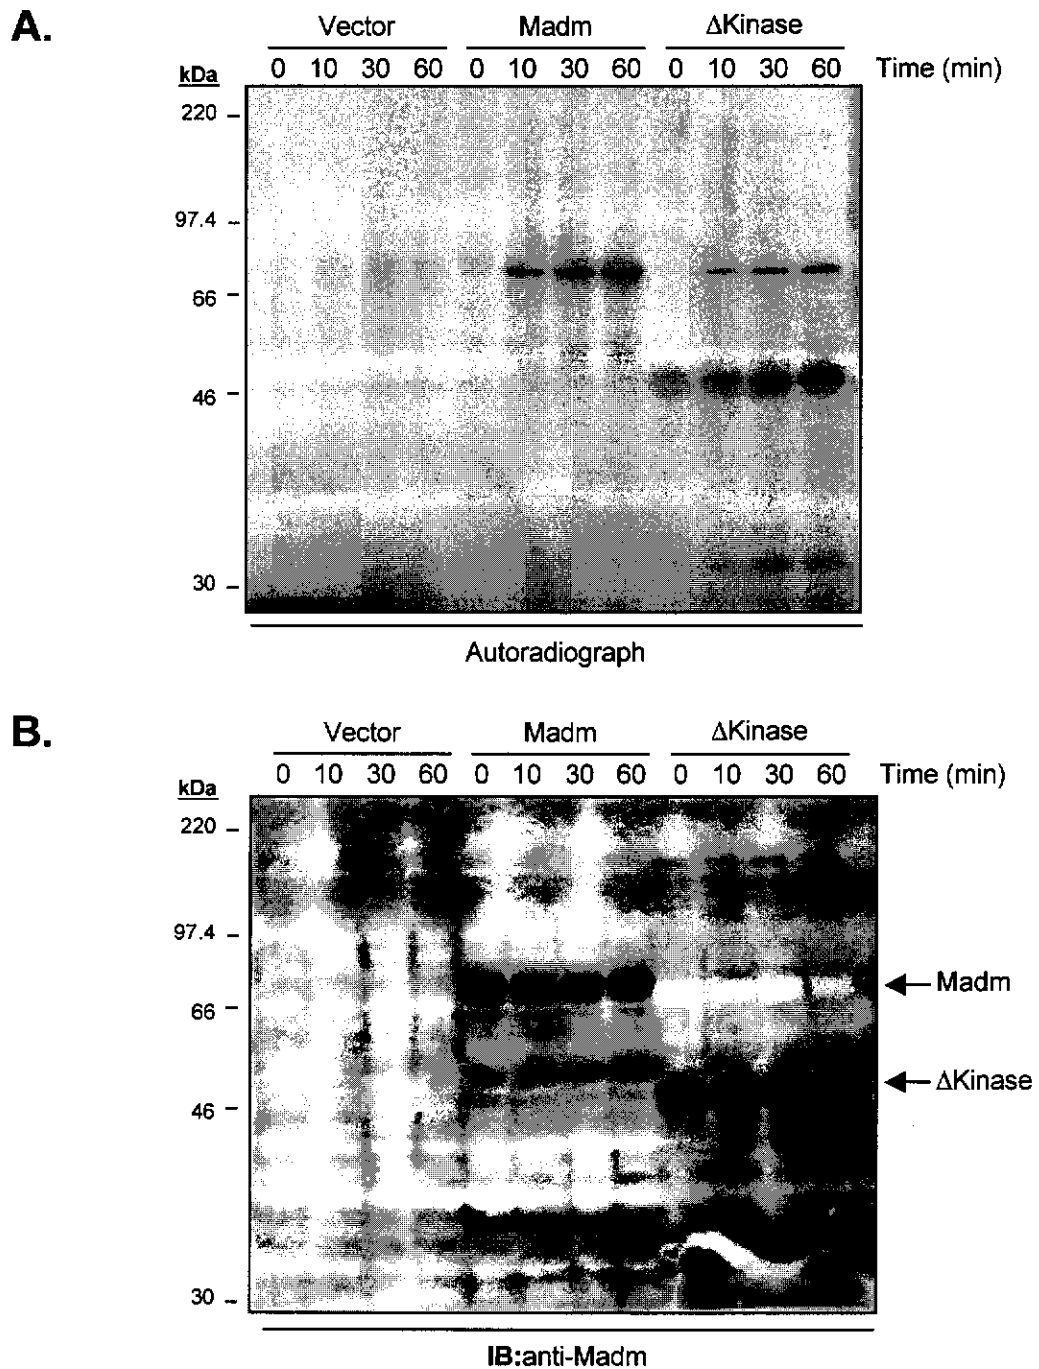 A.
Vector Madm ΔKinase
kDa 0 10 30 60 0 10 30 60 0 10 30 60 Time (min)
220
97.4
66
46
30
Autoradiograph
B.
Vector Madm ΔKinase
kDa 0 10 30 60 0 10 30 60 0 10 30 60 Time (min)
220
97.4
Madm
66
ΔKinase
46
30
IB:anti-Madm